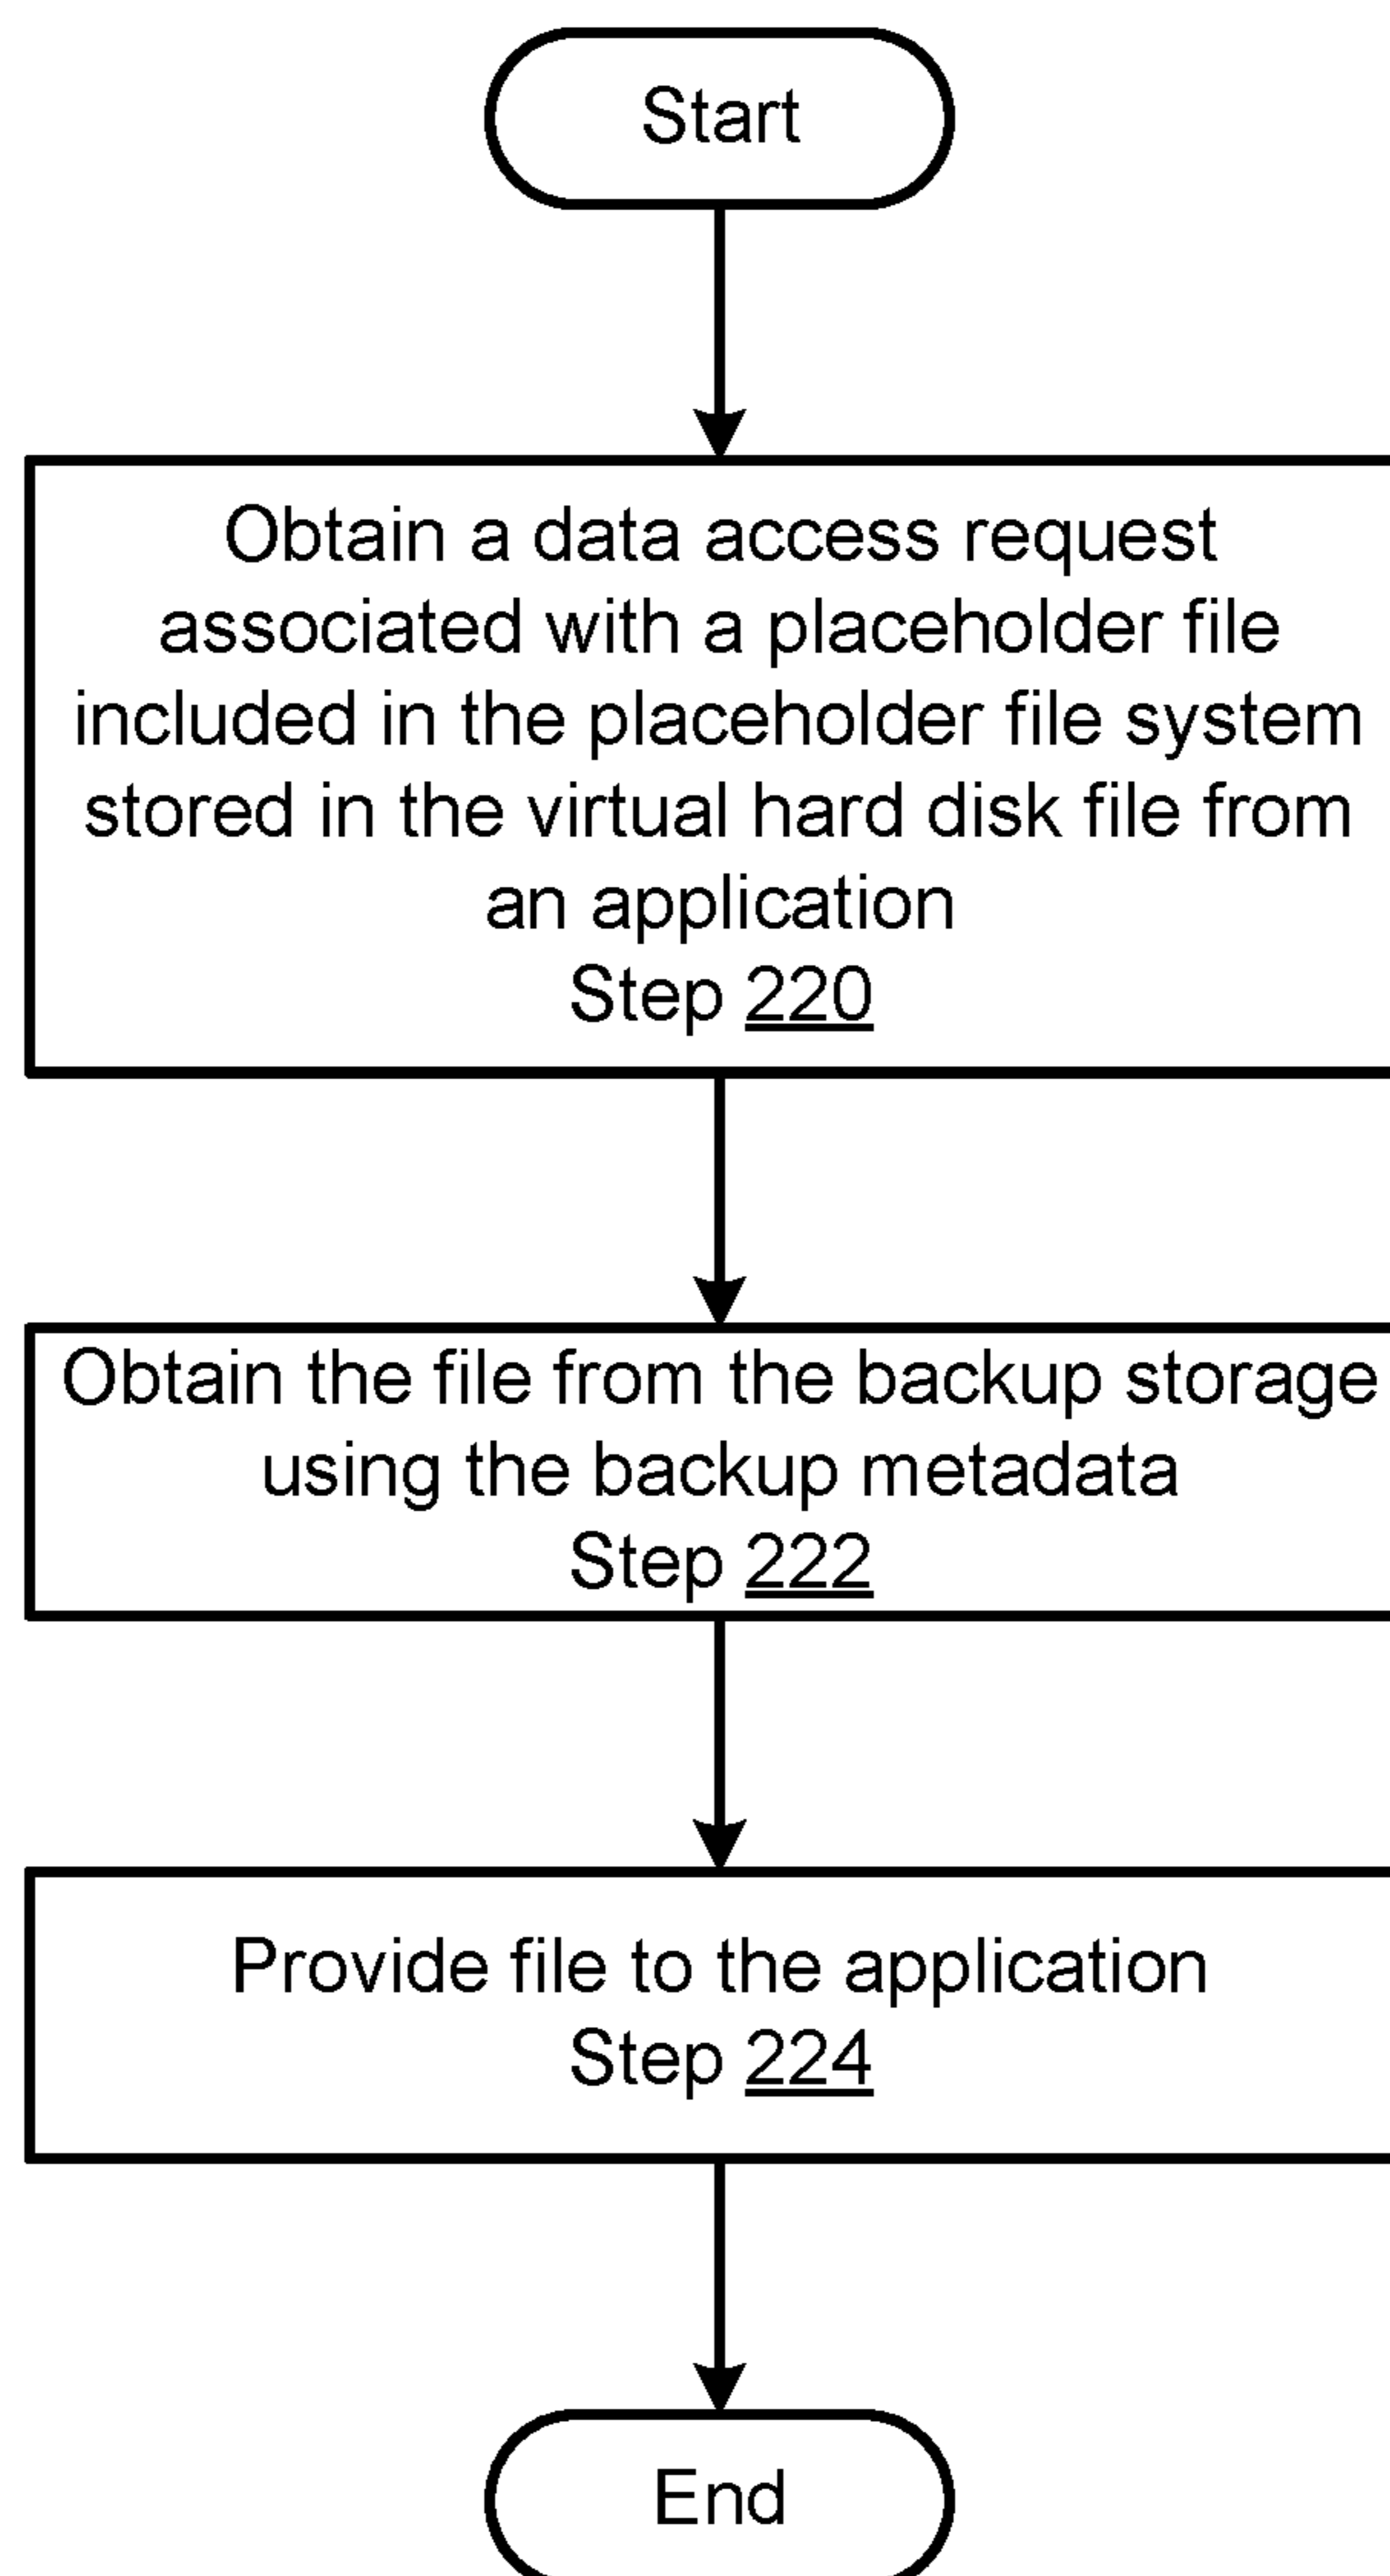 Start
Obtain a data access request
associated with a placeholder file
included in the placeholder file system
stored in the virtual hard disk file from
an application
Step 220
Obtain the file from the backup storage
using the backup metadata
Step 222
Provide file to the application
Step 224
End